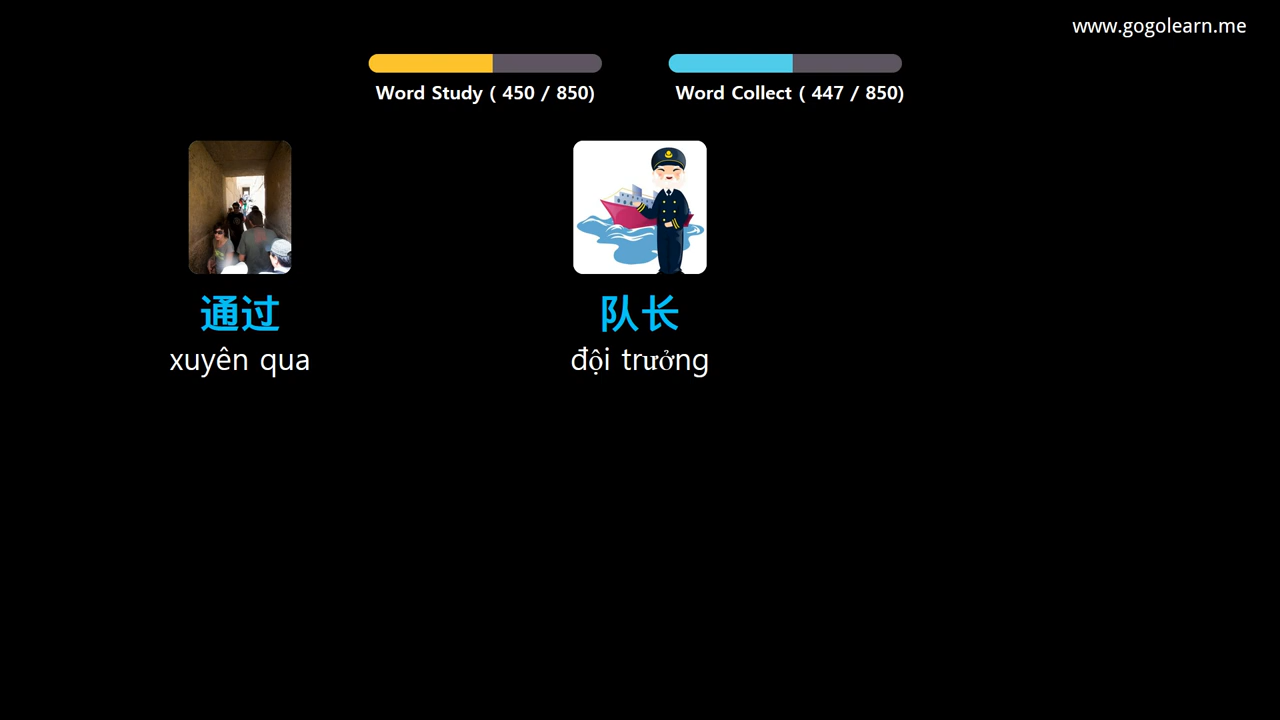 www.gogolearn.me
Word Study ( 450 / 850)
Word Collect ( 447 / 850)
通过
队长
xuyên qua
đội trưởng